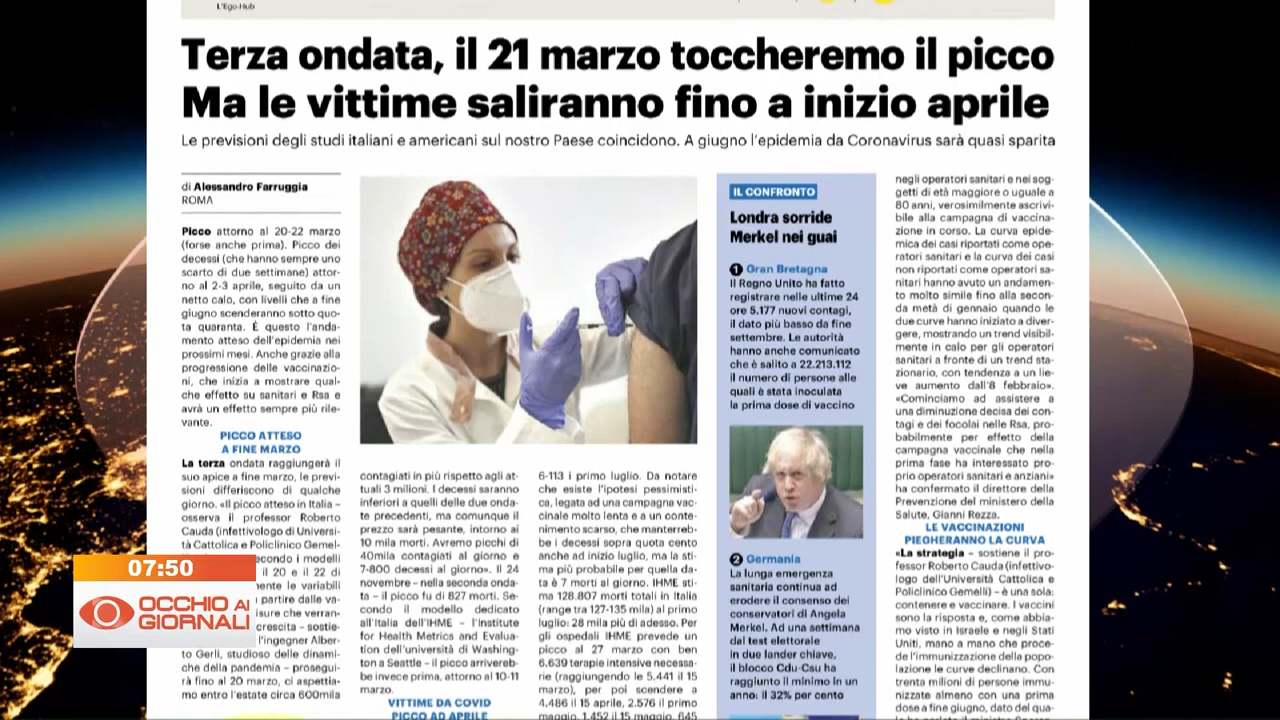 L'Ego-Hub
Terza ondata, il 21 marzo toccheremo il picco
Ma le vittime saliranno fino a inizio aprile
Le previsioni degli studi italiani e americani sul nostro Paese coincidono. A giugno l'epidemia da Coronavirus sarà quasi sparita
di Alessandro Farruggia
ROMA
Picco attorno al 20-22 marzo
(forse anche prima). Picco dei
decessi (che hanno sempre uno
scarto di due settimane) attor-
no al 2-3 aprile, seguito da un
netto calo, con livelli che a fine
giugno scenderanno sotto quo-
ta quaranta. È questo l'anda-
mento atteso dell'epidemia nei
prossimi mesi. Anche grazie alla
progressione delle vaccinazio-
ni, che inizia a mostrare qual-
che effetto su sanitari e Rsa e
avrà un effetto sempre più rile-
vante.
PICCO ATTESO
A FINE MARZO
La terza ondata raggiungerà il
suo apice a fine marzo, le previ-
sioni differiscono di qualche
giorno. «Il picco atteso in Italia –
osserva il professor Roberto
Cauda (infettivologo di Universi-
tà Cattolica e Policlinico Gemel-
econdo i modelli
il 20 e il 22 di
nente le variabili
partire dalle va-
isure che verran-
crescita – sostie-
l'ingegner Alber-
to Gerli, studioso delle dinami-
che della pandemia – prosegui-
rà fino al 20 marzo, ci aspettia-
mo entro l'estate circa 600mila
contagiati in più rispetto agli at-
tuali 3 milioni. I decessi saranno
inferiori a quelli delle due onda-
te precedenti, ma comunque il
prezzo sarà pesante, intorno ai
10 mila morti. Avremo picchi di
40mila contagiati al giorno e
7-800 decessi al giorno». Il 24
novembre – nella seconda onda-
ta – il picco fu di 827 morti. Se-
condo il modello dedicato
all'Italia dell'IHME – l'Institute
for Health Metrics and Evalua-
tion dell'università di Washing-
ton a Seattle – il picco arrivereb-
be invece prima, attorno al 10-11
marzo.
VITTIME DA COVID
PICCO AD APRILE
6-113 i primo luglio. Da notare
che esiste 'l'ipotesi pessimisti-
ca, legata ad una campagna vac-
cinale molto lenta e a un conte-
nimento scarso, che manterreb-
be i decessi sopra quota cento
anche ad inizio luglio, ma la sti-
ma più probabile per quella da-
ta è 7 morti al giorno. IHME sti-
ma 128.807 morti totali in Italia
(range tra 127-135 mila) al primo
luglio: 28 mila più di adesso. Per
gli ospedali IHME prevede un
picco al 27 marzo con ben
6.639 terapie intensive necessa-
rie (raggiungendo le 5.441 il 15
marzo), per poi scendere a
4.486 il 15 aprile, 2.576 il primo
maggio, 1.452 il 15 maggio, 645
IL CONFRONTO
Londra sorride
Merkel nei guai
1 Gran Bretagna
Il Regno Unito ha fatto
registrare nelle ultime 24
ore 5.177 nuovi contagi,
il dato più basso da fine
settembre. Le autorità
hanno anche comunicato
che è salito a 22.213.112
il numero di persone alle
quali è stata inoculata
la prima dose di vaccino
2 Germania
La lunga emergenza
sanitaria continua ad
erodere il consenso dei
conservatori di Angela
Merkel. Ad una settimana
dal test elettorale
in due lander chiave,
il blocco Cdu-Csu ha
raggiunto il minimo in un
anno: il 32% per cento
negli operatori sanitari e nei sog-
getti di età maggiore o uguale a
80 anni, verosimilmente ascrivi-
bile alla campagna di vaccina-
zione in corso. La curva epide-
mica dei casi riportati come ope-
ratori sanitari e la curva dei casi
non riportati come operatori sa-
nitari hanno avuto un andamen-
to molto simile fino alla secon-
da metà di gennaio quando le
due curve hanno iniziato a diver-
gere, mostrando un trend visibil-
mente in calo per gli operatori
sanitari a fronte di un trend sta-
zionario, con tendenza a un lie-
ve aumento dall'8 febbraio».
«Cominciamo ad assistere a
una diminuzione decisa dei con-
tagi e dei focolai nelle Rsa, pro-
babilmente per effetto della
campagna vaccinale che nella
prima fase ha interessato pro-
prio operatori sanitari e anziani»
ha confermato il direttore della
Prevenzione del ministero della
Salute, Gianni Rezza.
LE VACCINAZIONI
PIEGHERANNO LA CURVA
«La strategia – sostiene il pro-
fessor Roberto Cauda (infettivo-
logo dell'Università Cattolica e
Policlinico Gemelli) – è una sola:
contenere e vaccinare. I vaccini
sono la risposta e, come abbia-
mo visto in Israele e negli Stati
Uniti, mano a mano che proce-
de l'immunizzazione della popo-
lazione le curve declinano. Con
trenta milioni di persone immu-
nizzate almeno con una prima
dose a fine giugno, dato del qua-
07:50
OCCHIO AI
GIORNALI